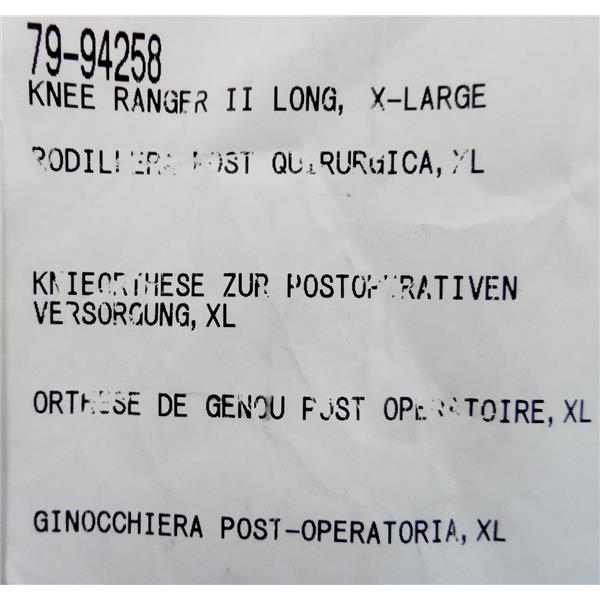 79-94258
KNEE RANGER II LONG, X-LARGE
RODILLERA POST QUIRURGICA, XL
KNIEORTHESE ZUR POSTOPERATIVEN
VERSORGUNG, XL
ORTHESE DE GENOU POST OPERATOIRE, XL
GINOCCHIERA POST-OPERATORIA, XL